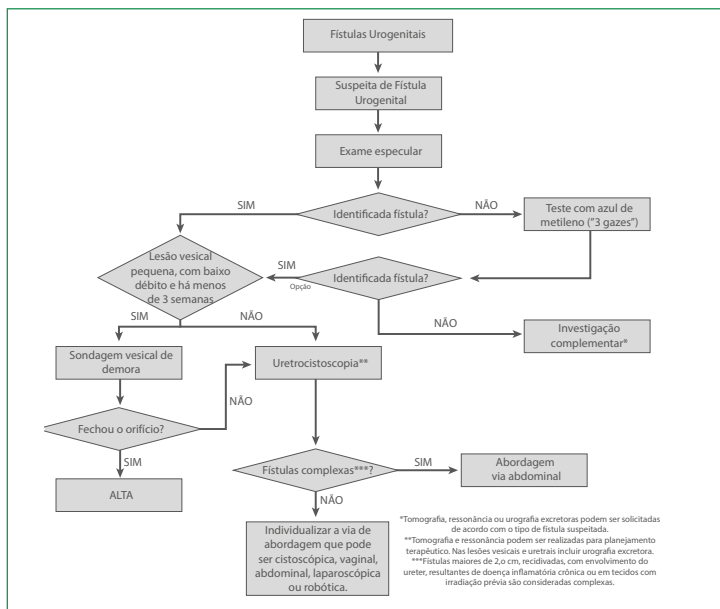 Fístulas Urogenitais
Suspeita de Fístula
Urogenital
Exame especular
SIM
Identificada fístula?
NÃO
Teste com azul de
metileno (“3 gazes”)
Lesão vesical
pequena, com baixo
débito e há menos
de 3 semanas
SIM
Opção
Identificada fístula?
NÃO
Investigação
complementar*
SIM
NÃO
Sondagem vesical de
demora
Uretrocistoscopia**
NÃO
Fechou o orifício?
SIM
ALTA
Fístulas complexas***?
SIM
Abordagem
via abdominal
NÃO
Individualizar a via de
abordagem que pode
ser cistoscópica, vaginal,
abdominal, laparoscópica
ou robótica.
*Tomografia, ressonância ou urografia excretoras podem ser solicitadas
de acordo com o tipo de fístula suspeitada.
**Tomografia e ressonância podem ser realizadas para planejamento
terapêutico. Nas lesões vesicais e uretrais incluir urografia excretora.
***Fístulas maiores de 2,o cm, recidivadas, com envolvimento do
ureter, resultantes de doença inflamatória crônica ou em tecidos com
irradiação prévia são consideradas complexas.